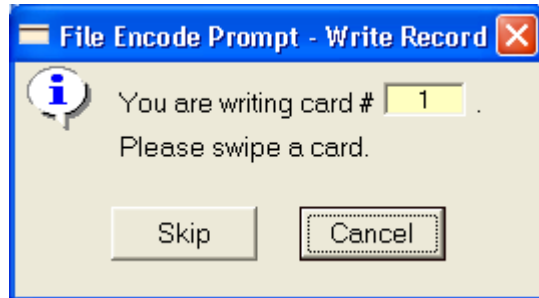 File Encode Prompt - Write Record
You are writing card # 1 .
Please swipe a card.
Skip Cancel